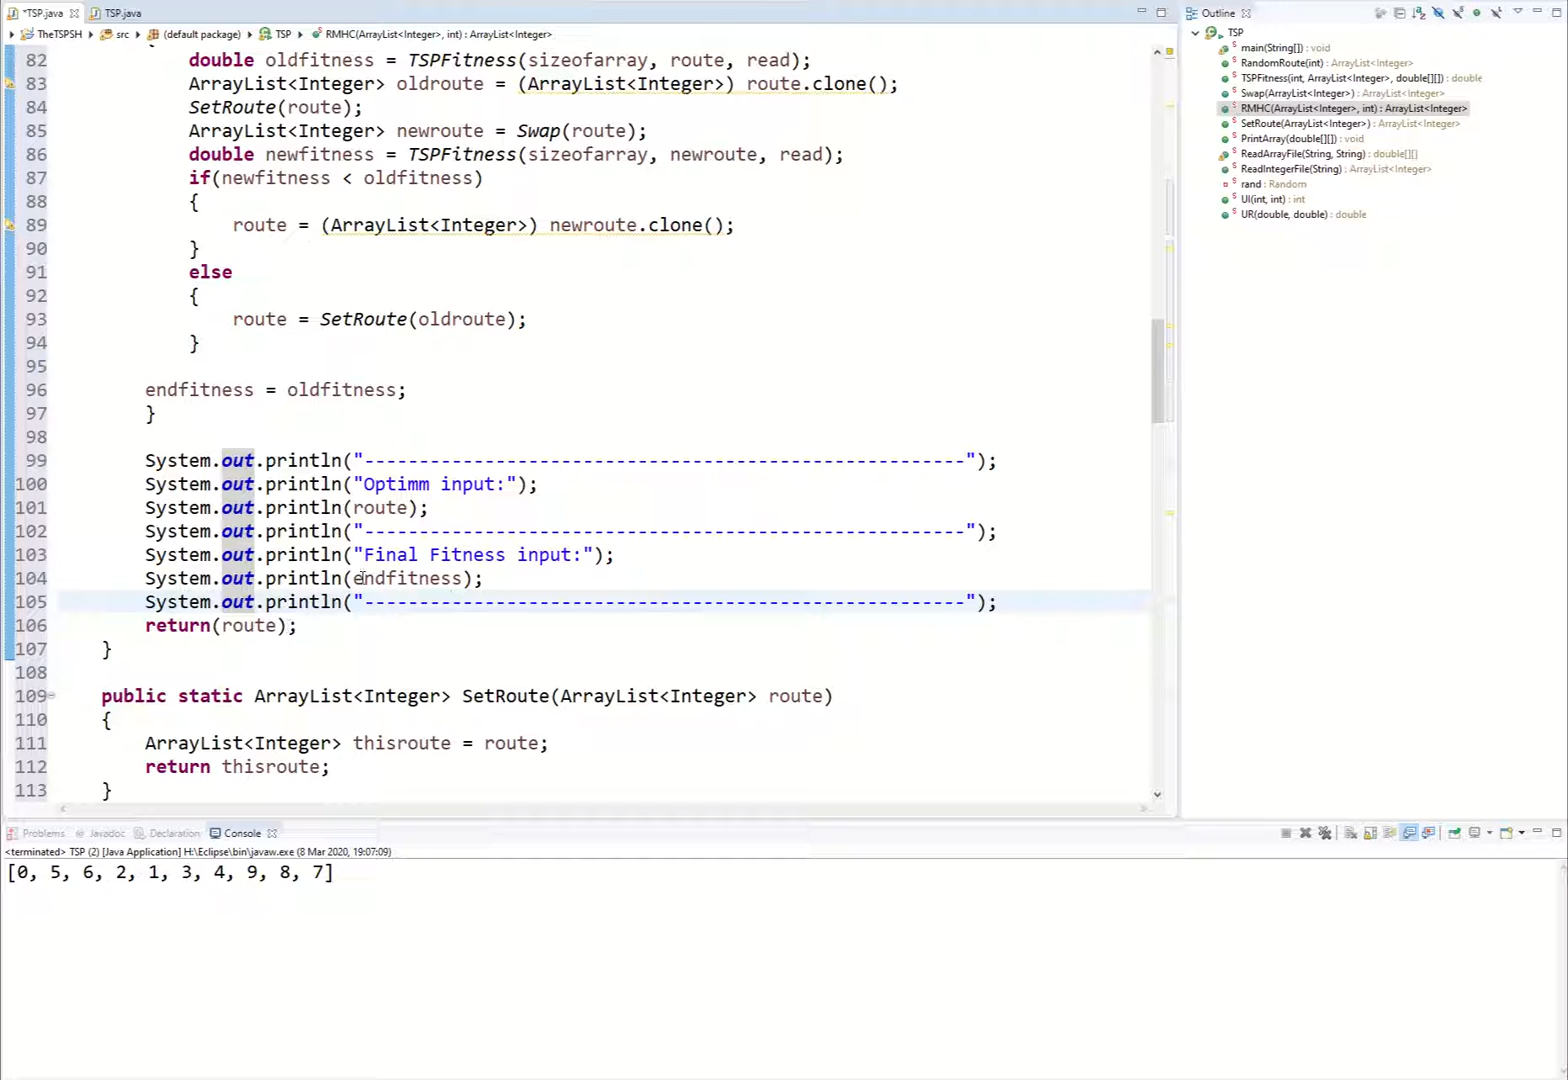 *TSP.java TSP.java
TheTSPSH src (default package) TSP RMHC(ArrayList<Integer>, int) : ArrayList<Integer>
82 double oldfitness = TSPFitness(sizeofarray, route, read);
83 ArrayList<Integer> oldroute = (ArrayList<Integer>) route.clone();
84 SetRoute(route);
85 ArrayList<Integer> newroute = Swap(route);
86 double newfitness = TSPFitness(sizeofarray, newroute, read);
87 if(newfitness < oldfitness)
88 {
89 route = (ArrayList<Integer>) newroute.clone();
90 }
91 else
92 {
93 route = SetRoute(oldroute);
94 }
95
96 endfitness = oldfitness;
97 }
98
99 System.out.println("-------------------------------------------------------");
100 System.out.println("Optimm input:");
101 System.out.println(route);
102 System.out.println("-------------------------------------------------------");
103 System.out.println("Final Fitness input:");
104 System.out.println(endfitness);
105 System.out.println("-------------------------------------------------------");
106 return(route);
107 }
108
109 public static ArrayList<Integer> SetRoute(ArrayList<Integer> route)
110 {
111 ArrayList<Integer> thisroute = route;
112 return thisroute;
113 }
Outline
TSP
main(String[]) : void
RandomRoute(int) : ArrayList<Integer>
TSPFitness(int, ArrayList<Integer>, double[][]) : double
Swap(ArrayList<Integer>) : ArrayList<Integer>
RMHC(ArrayList<Integer>, int) : ArrayList<Integer>
SetRoute(ArrayList<Integer>) : ArrayList<Integer>
PrintArray(double[][]) : void
ReadArrayFile(String, String) : double[][]
ReadIntegerFile(String) : ArrayList<Integer>
rand : Random
UI(int, int) : int
UR(double, double) : double
Problems Javadoc Declaration Console
<terminated> TSP (2) [Java Application] H:\Eclipse\bin\javaw.exe (8 Mar 2020, 19:07:09)
[0, 5, 6, 2, 1, 3, 4, 9, 8, 7]